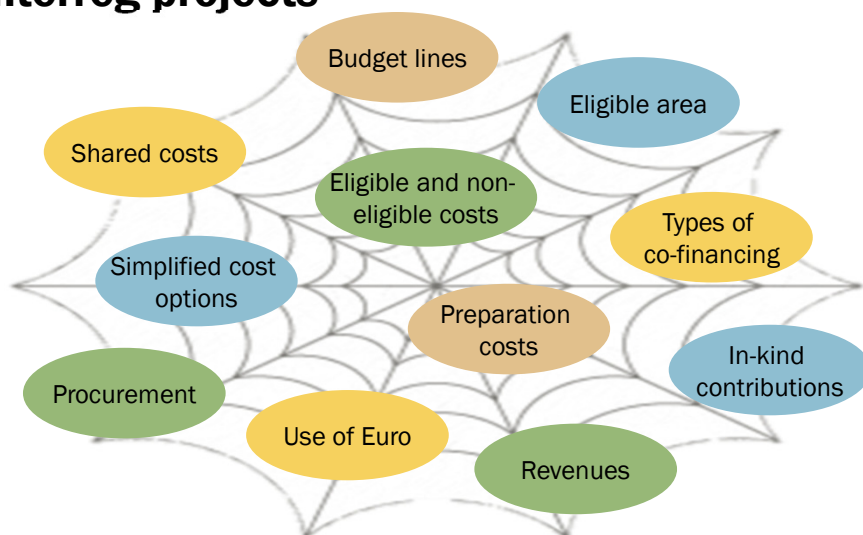 projects
Budget lines
Eligible area
Shared costs
Eligible and non-
eligible costs
Types of
co-financing
Simplified cost
options
Preparation
costs
In-kind
contributions
Procurement
Use of Euro
Revenues